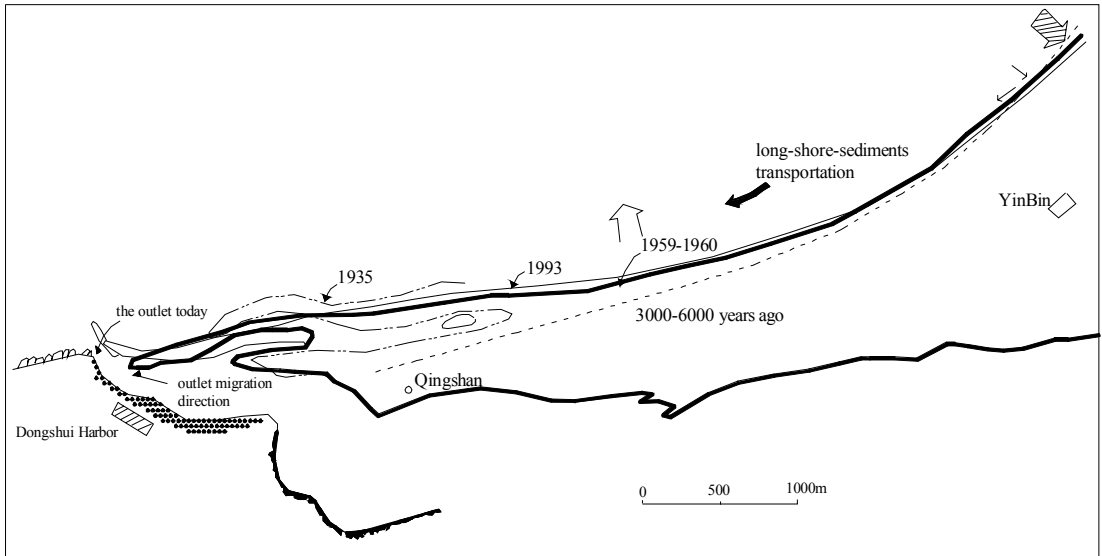 long-shore-sediments
transportation
YinBin
1959-1960
1993
1935
the outlet today
3000-6000 years ago
Qingshan
outlet migration
direction
Dongshui Harbor
0 500 1000m